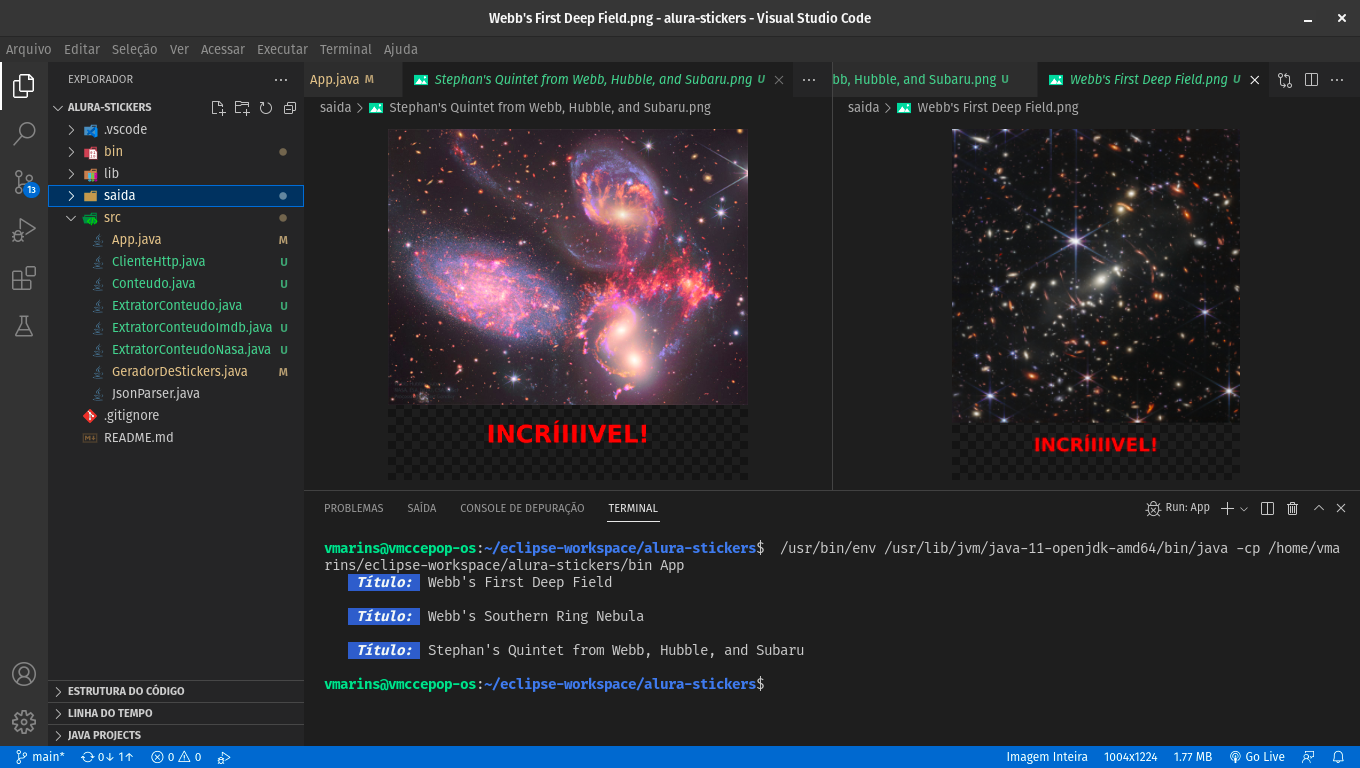 Webb's First Deep Field.png - alura-stickers - Visual Studio Code
Arquivo Editar Seleção Ver Acessar Executar Terminal Ajuda
EXPLORADOR
ALURA-STICKERS
.vscode
bin
lib
saida
src
App.java M
ClienteHttp.java U
Conteudo.java U
ExtratorConteudo.java U
ExtratorConteudoImdb.java U
ExtratorConteudoNasa.java U
GeradorDeStickers.java M
JsonParser.java
.gitignore
README.md
13
ESTRUTURA DO CÓDIGO
LINHA DO TEMPO
JAVA PROJECTS
App.java M Stephan's Quintet from Webb, Hubble, and Subaru.png U
saida > Stephan's Quintet from Webb, Hubble, and Subaru.png
INCRÍIIIVEL!
bb, Hubble, and Subaru.png U Webb's First Deep Field.png U
saida > Webb's First Deep Field.png
INCRÍIIIVEL!
PROBLEMAS SAÍDA CONSOLE DE DEPURAÇÃO TERMINAL Run: App
vmarins@vmccepop-os:~/eclipse-workspace/alura-stickers$ /usr/bin/env /usr/lib/jvm/java-11-openjdk-amd64/bin/java -cp /home/vma
rins/eclipse-workspace/alura-stickers/bin App
Título: Webb's First Deep Field
Título: Webb's Southern Ring Nebula
Título: Stephan's Quintet from Webb, Hubble, and Subaru
vmarins@vmccepop-os:~/eclipse-workspace/alura-stickers$
main* 0↓ 1↑ 0 0 Imagem Inteira 1004x1224 1.77 MB Go Live